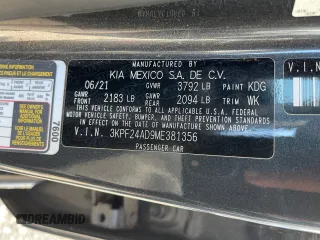 BY
KIA MEXICO S.A. DE C.V.
06/21 GVWR 3792 LB PAINT KDG
GAWR GAWR
FRONT 2183 LB REAR 2094 LB TRIM WK
THIS VEHICLE CONFORMS TO ALL APPLICABLE
U.S. FEDERAL MOTOR VEHICLE SAFETY, BUMPER,
AND THEFT PREVENTION STANDARDS IN EFFECT ON
THE DATE OF MANUFACTURE SHOWN ABOVE.
V.I.N. 3KPF24AD9ME381356
PASSENGER CAR
V.I.N.
©DREAMBID